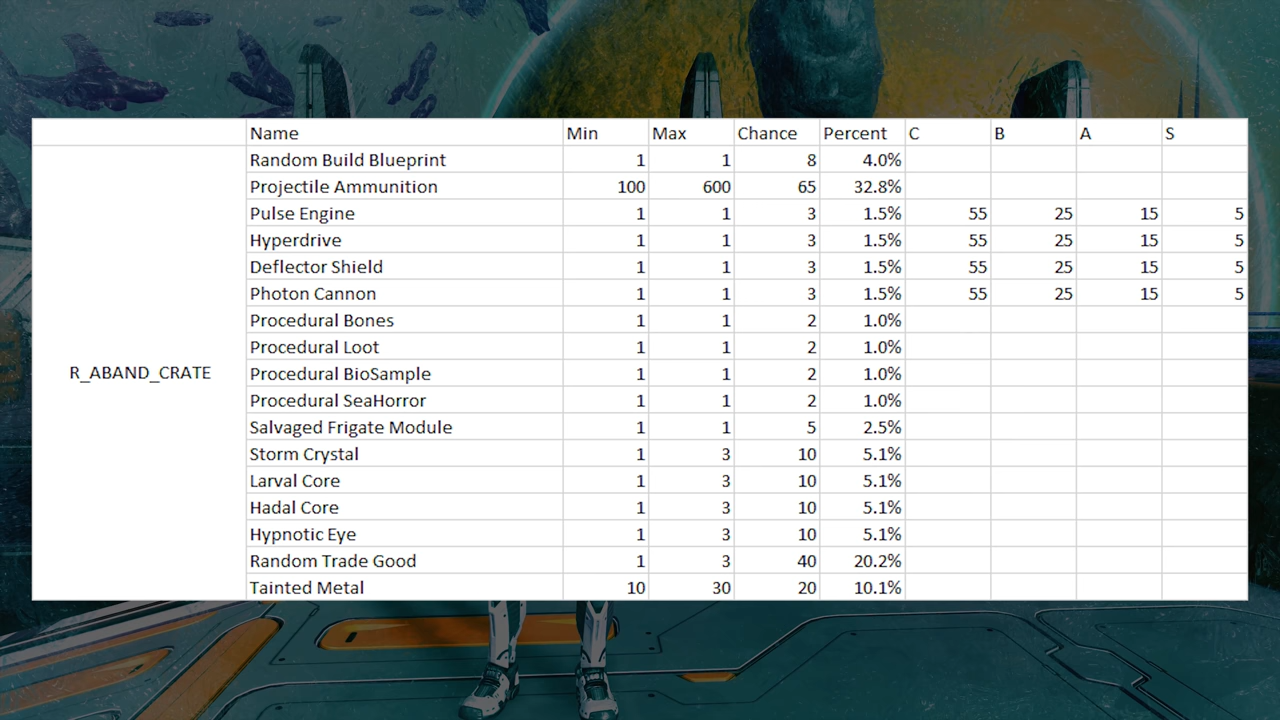 Name Min Max Chance Percent C B A S
Random Build Blueprint 1 1 8 4.0%
Projectile Ammunition 100 600 65 32.8%
Pulse Engine 1 1 3 1.5% 55 25 15 5
Hyperdrive 1 1 3 1.5% 55 25 15 5
Deflector Shield 1 1 3 1.5% 55 25 15 5
Photon Cannon 1 1 3 1.5% 55 25 15 5
Procedural Bones 1 1 2 1.0%
Procedural Loot 1 1 2 1.0%
R_ABAND_CRATE
Procedural BioSample 1 1 2 1.0%
Procedural SeaHorror 1 1 2 1.0%
Salvaged Frigate Module 1 1 5 2.5%
Storm Crystal 1 3 10 5.1%
Larval Core 1 3 10 5.1%
Hadal Core 1 3 10 5.1%
Hypnotic Eye 1 3 10 5.1%
Random Trade Good 1 3 40 20.2%
Tainted Metal 10 30 20 10.1%